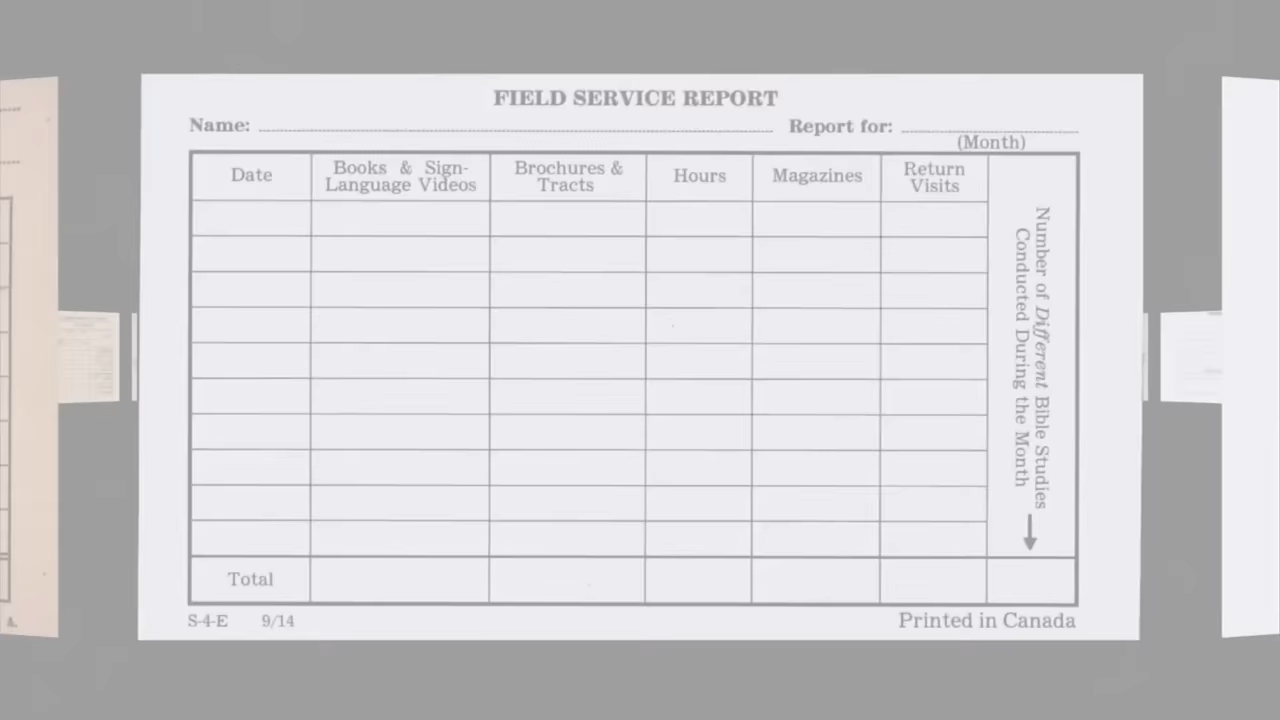 FIELD SERVICE REPORT
Name:
Report for:
(Month)
Date
Books & Sign-
Language Videos
Brochures &
Tracts
Hours
Magazines
Return
Visits
Number of Different Bible Studies
Conducted During the Month
Total
S-4-E 9/14
Printed in Canada
A.